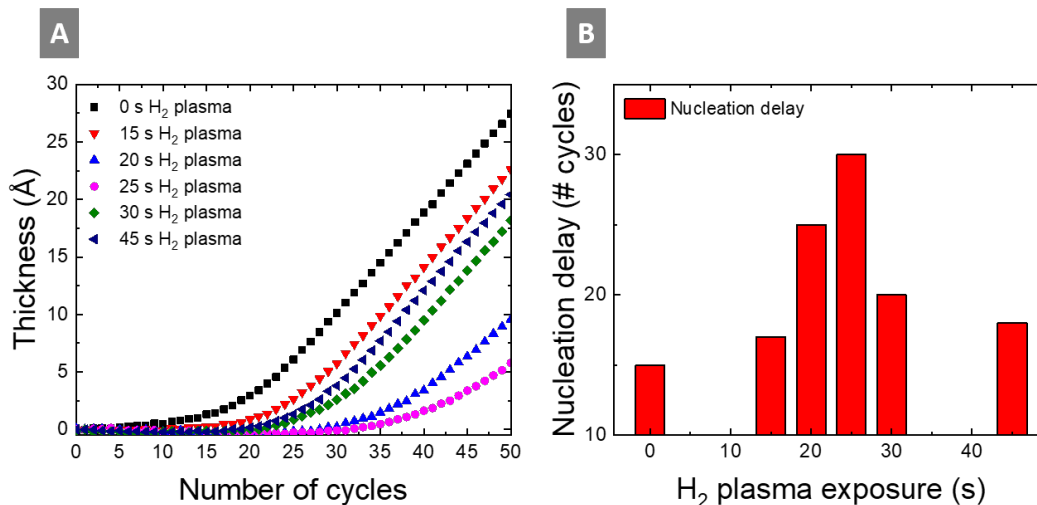 A
30
25
20
15
10
5
0
Thickness (Å)
0 s H₂ plasma
15 s H₂ plasma
20 s H₂ plasma
25 s H₂ plasma
30 s H₂ plasma
45 s H₂ plasma
0 5 10 15 20 25 30 35 40 45 50
Number of cycles
B
Nucleation delay
30
20
10
Nucleation delay (# cycles)
0 10 20 30 40
H₂ plasma exposure (s)